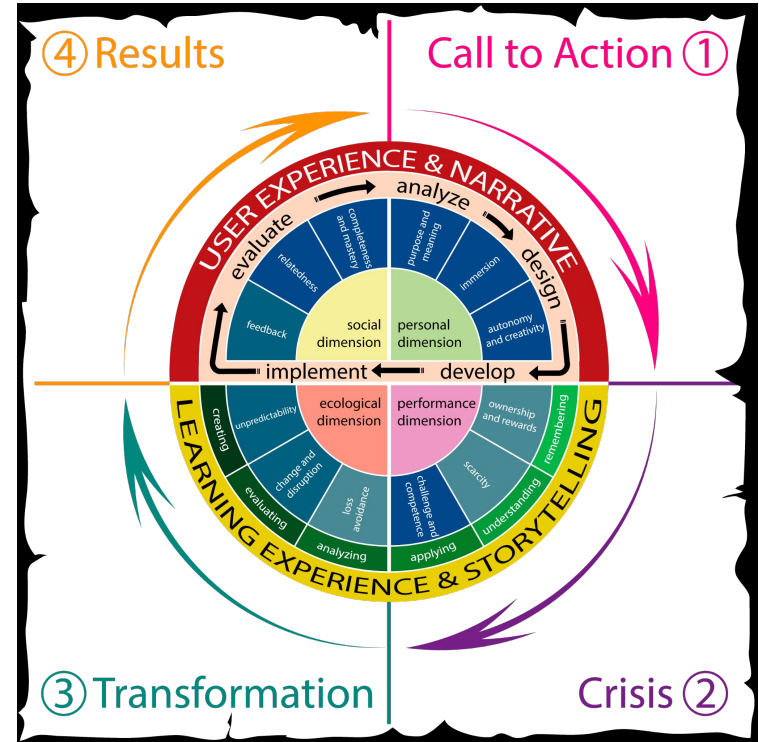 ④ Results
Call to Action ①
USER EXPERIENCE & NARRATIVE
evaluate
analyze
design
develop
implement
feedback
relatedness
completeness
and mastery
purpose and
meaning
immersion
autonomy
and creativity
social
dimension
personal
dimension
ecological
dimension
performance
dimension
unpredictability
change and
disruption
loss
avoidance
challenge and
competence
scarcity
ownership
and rewards
creating
evaluating
analyzing
applying
understanding
remembering
LEARNING EXPERIENCE & STORYTELLING
③ Transformation
Crisis ②